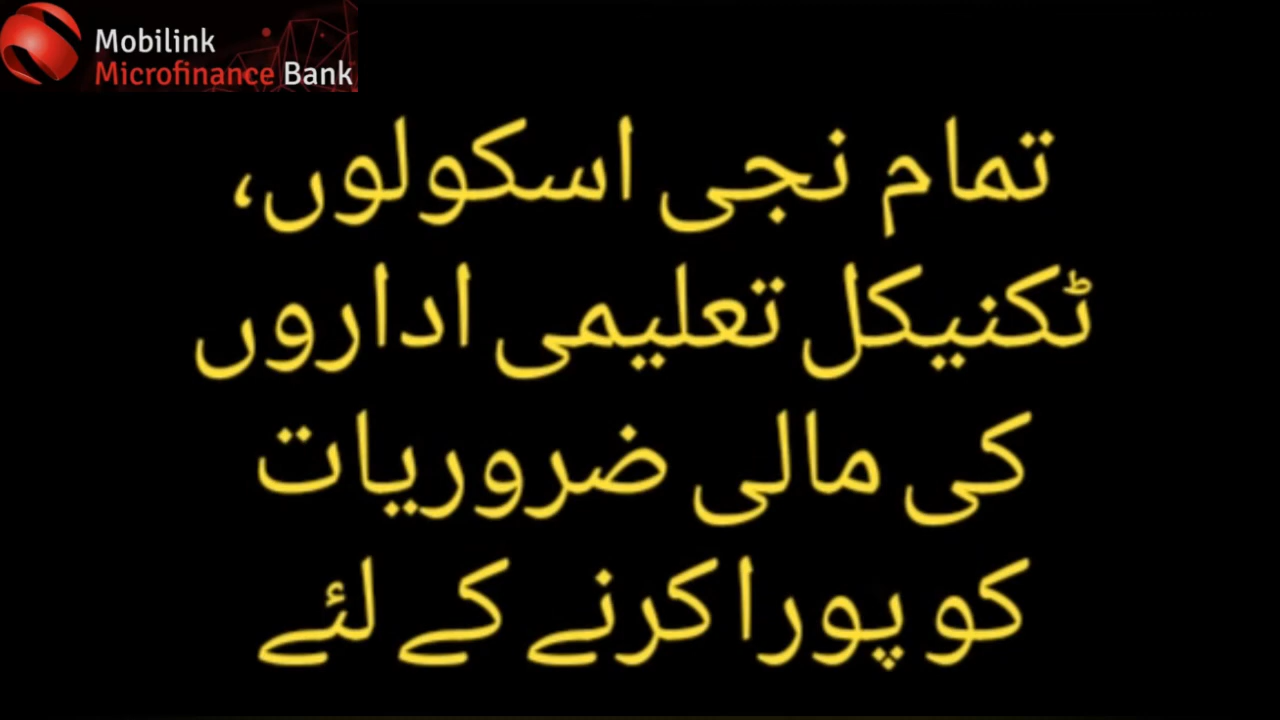 Mobilink
Microfinance Bank
تمام نجی اسکولوں،
ٹکنیکل تعلیمی اداروں
کی مالی ضروریات
کو پورا کرنے کے لئے